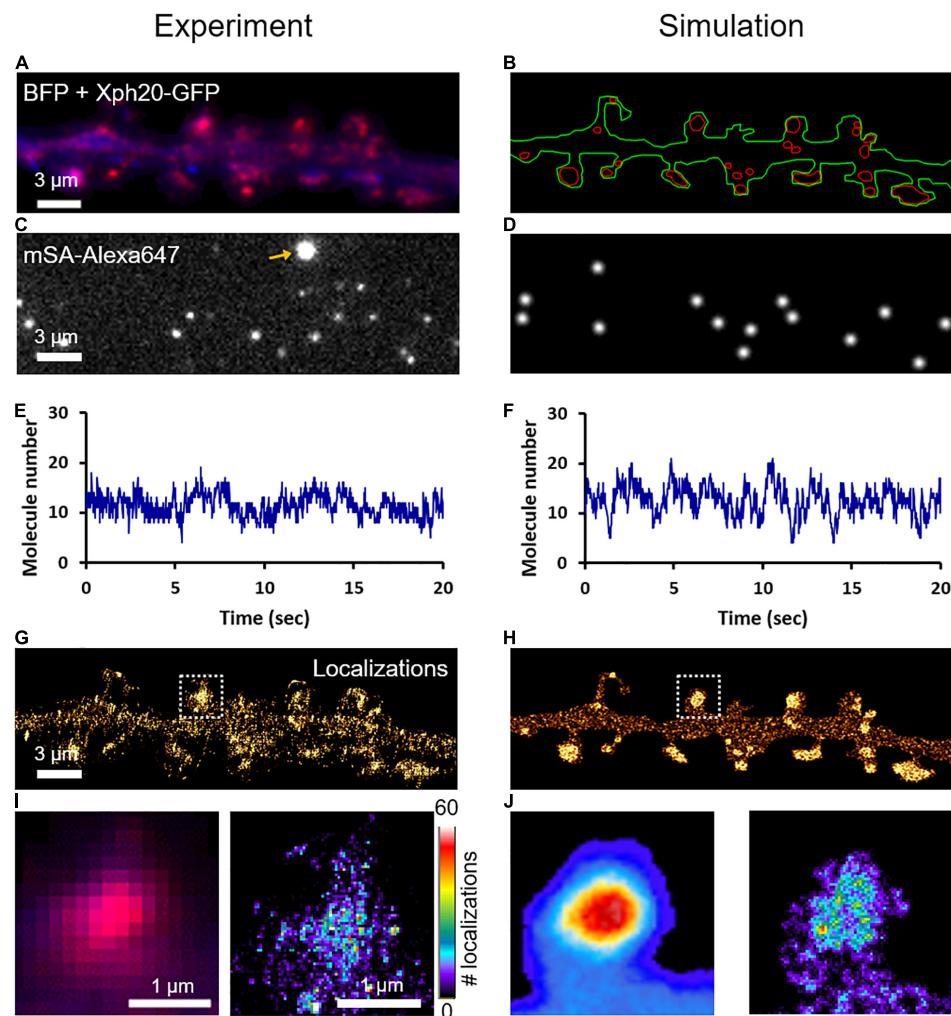 Experiment
Simulation
A
B
BFP + Xph20-GFP
3 µm
C
D
mSA-Alexa647
3 µm
E
F
Molecule number
30
20
10
0
0 5 10 15 20
Time (sec)
Molecule number
30
20
10
0
0 5 10 15 20
Time (sec)
G
H
Localizations
3 µm
I
J
60
# localizations
0
1 µm
1 µm